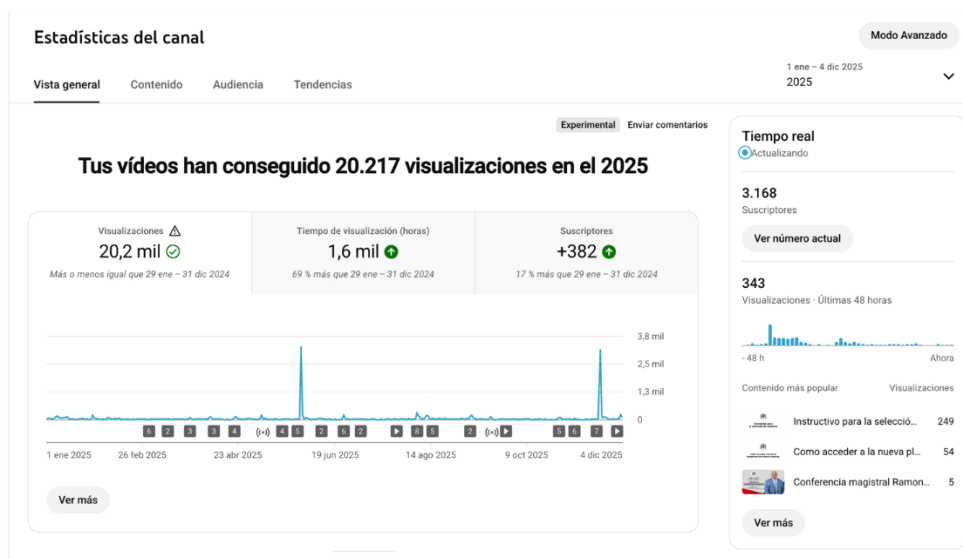 Estadísticas del canal
Modo Avanzado
Vista general
Contenido
Audiencia
Tendencias
1 ene – 4 dic 2025
2025
Experimental
Enviar comentarios
Tus vídeos han conseguido 20.217 visualizaciones en el 2025
Visualizaciones
20,2 mil
Más o menos igual que 29 ene – 31 dic 2024
Tiempo de visualización (horas)
1,6 mil
69 % más que 29 ene – 31 dic 2024
Suscriptores
+382
17 % más que 29 ene – 31 dic 2024
3,8 mil
2,5 mil
1,3 mil
0
6 2 3 3 4 4 5 2 6 2 8 5 2 5 6 7
1 ene 2025 26 feb 2025 23 abr 2025 19 jun 2025 14 ago 2025 9 oct 2025 4 dic 2025
Ver más
Tiempo real
Actualizando
3.168
Suscriptores
Ver número actual
343
Visualizaciones · Últimas 48 horas
- 48 h Ahora
Contenido más popular Visualizaciones
Instructivo para la selecció... 249
Como acceder a la nueva pl... 54
Conferencia magistral Ramon... 5
Ver más